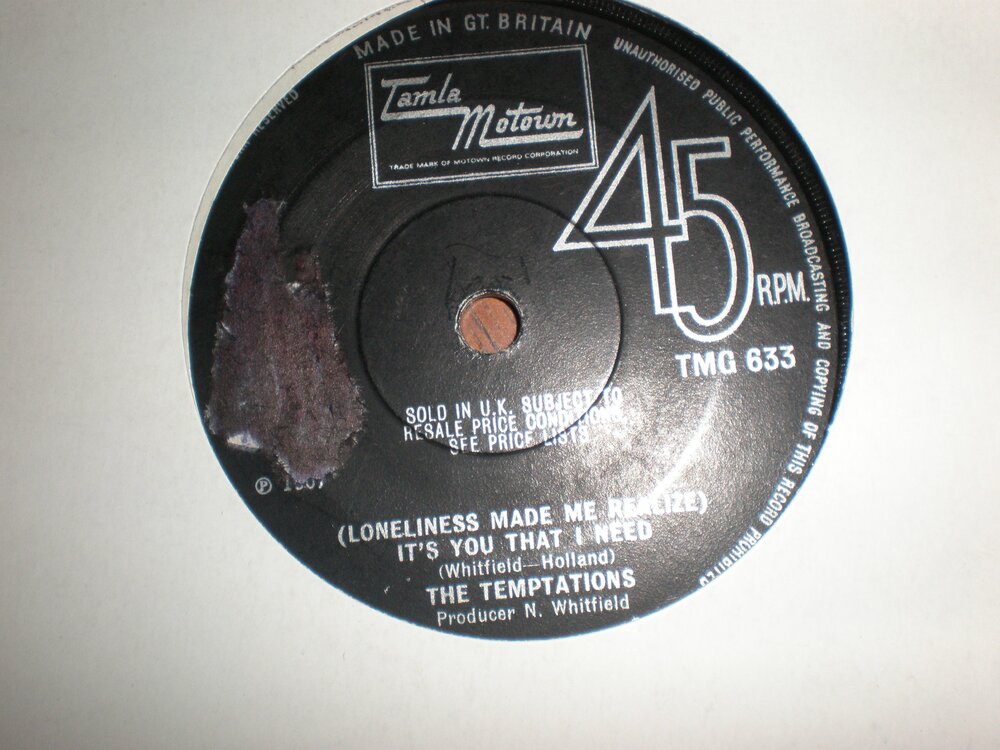 MADE IN GT. BRITAIN
UNAUTHORISED PUBLIC PERFORMANCE BROADCASTING AND COPYING OF THIS RECORD PROHIBITED
RESERVED
Tamla
Motown
TRADE MARK OF MOTOWN RECORD CORPORATION
45
R.P.M.
TMG 633
SOLD IN U.K. SUBJECT TO
RESALE PRICE CONDITIONS
SEE PRICE LISTS
℗ 1967
(LONELINESS MADE ME REALIZE)
IT'S YOU THAT I NEED
(Whitfield—Holland)
THE TEMPTATIONS
Producer N. Whitfield